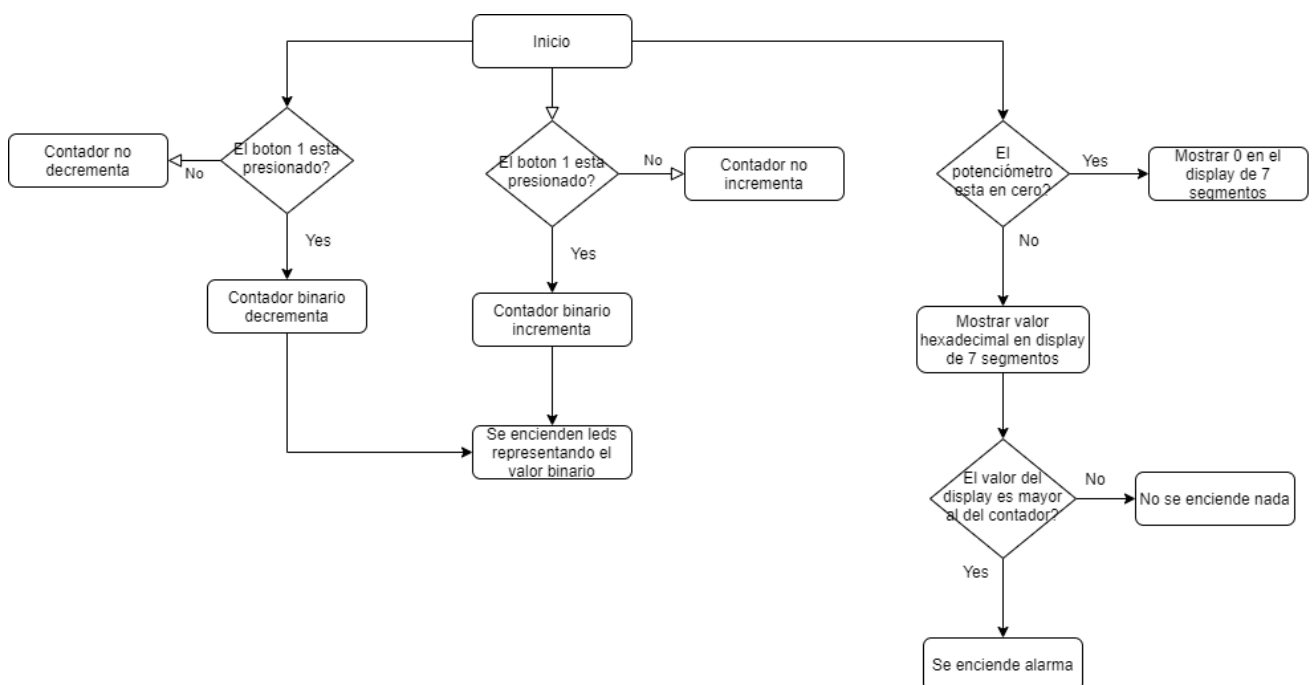 Inicio
El boton 1 esta
presionado?
No
Contador no
decrementa
Yes
Contador binario
decrementa
El boton 1 esta
presionado?
No
Contador no
incrementa
Yes
Contador binario
incrementa
Se encienden leds
representando el
valor binario
El
potenciómetro
esta en cero?
Yes
Mostrar 0 en el
display de 7
segmentos
No
Mostrar valor
hexadecimal en display
de 7 segmentos
El valor del
display es mayor
al del contador?
No
No se enciende nada
Yes
Se enciende alarma